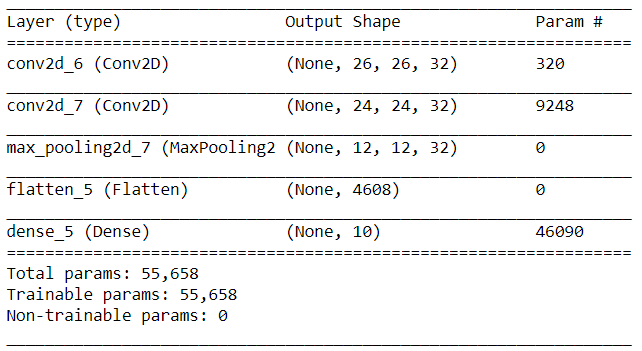 Layer (type) Output Shape Param #
conv2d_6 (Conv2D) (None, 26, 26, 32) 320
conv2d_7 (Conv2D) (None, 24, 24, 32) 9248
max_pooling2d_7 (MaxPooling2 (None, 12, 12, 32) 0
flatten_5 (Flatten) (None, 4608) 0
dense_5 (Dense) (None, 10) 46090
Total params: 55,658
Trainable params: 55,658
Non-trainable params: 0